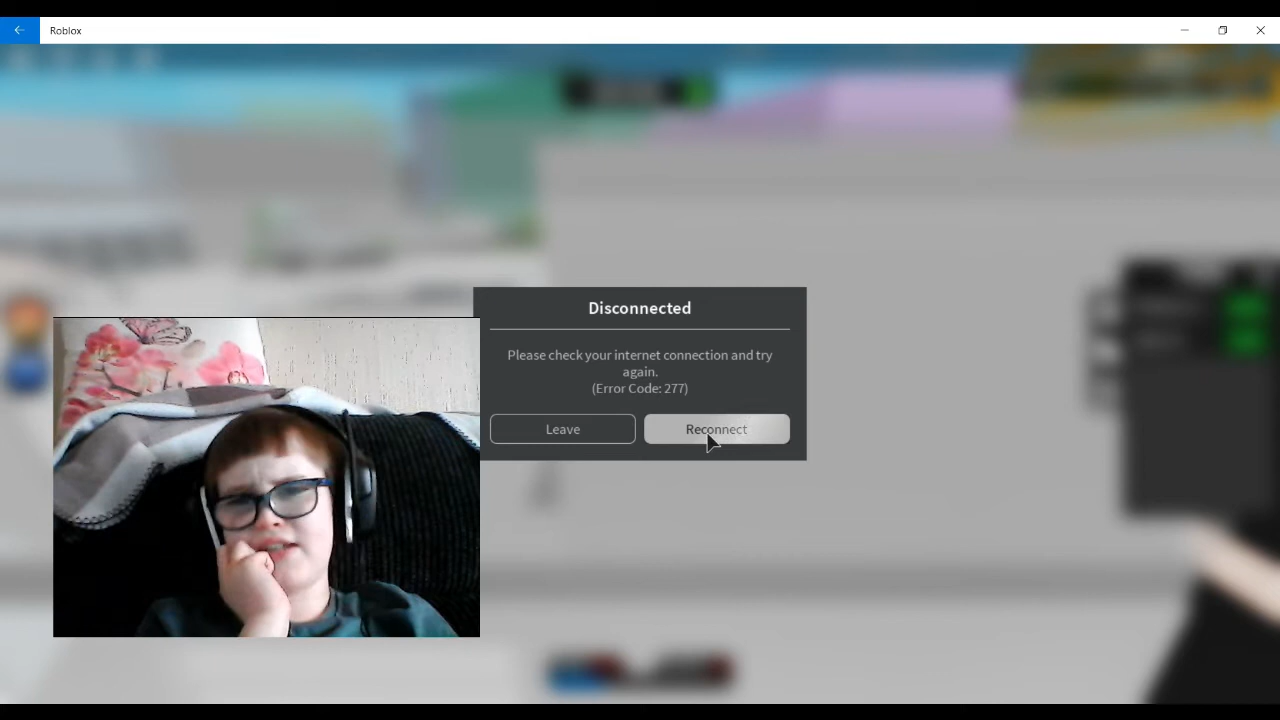 Roblox
Disconnected
Please check your internet connection and try
again.
(Error Code: 277)
Leave
Reconnect